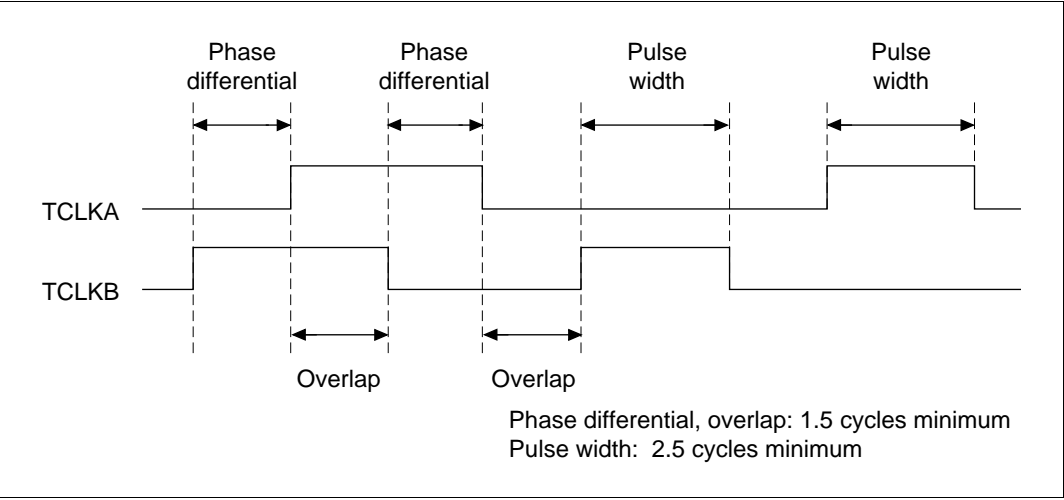 Phase
differential
Phase
differential
Pulse
width
Pulse
width
TCLKA
TCLKB
Overlap
Overlap
Phase differential, overlap: 1.5 cycles minimum
Pulse width:  2.5 cycles minimum